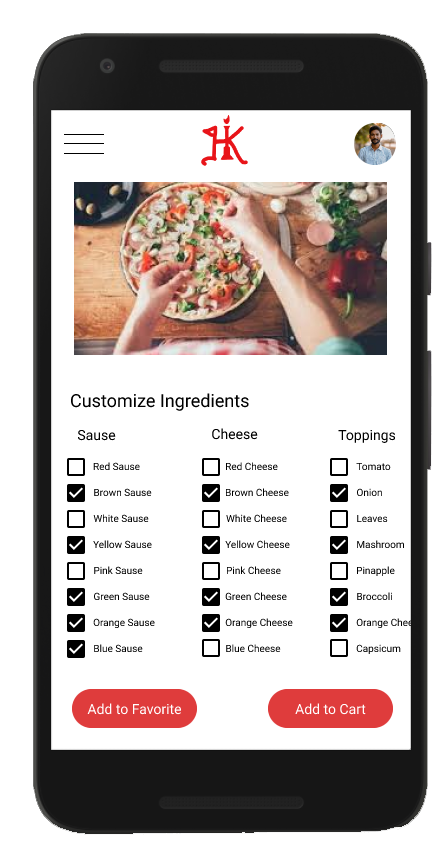 HK
Customize Ingredients
Sause Cheese Toppings
Red Sause Red Cheese Tomato
Brown Sause Brown Cheese Onion
White Sause White Cheese Leaves
Yellow Sause Yellow Cheese Mashroom
Pink Sause Pink Cheese Pinapple
Green Sause Green Cheese Broccoli
Orange Sause Orange Cheese Orange Chee
Blue Sause Blue Cheese Capsicum
Add to Favorite Add to Cart